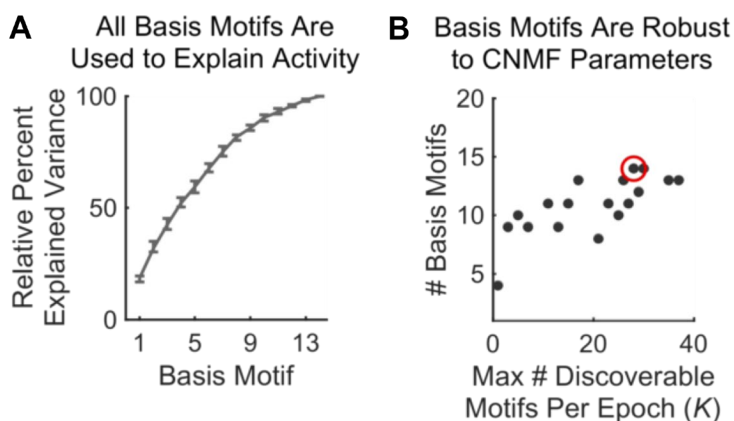 A
All Basis Motifs Are
Used to Explain Activity
Relative Percent
Explained Variance
100
50
0
1
5
9
13
Basis Motif
B
Basis Motifs Are Robust
to CNMF Parameters
# Basis Motifs
20
15
10
5
0
20
40
Max # Discoverable
Motifs Per Epoch (K)